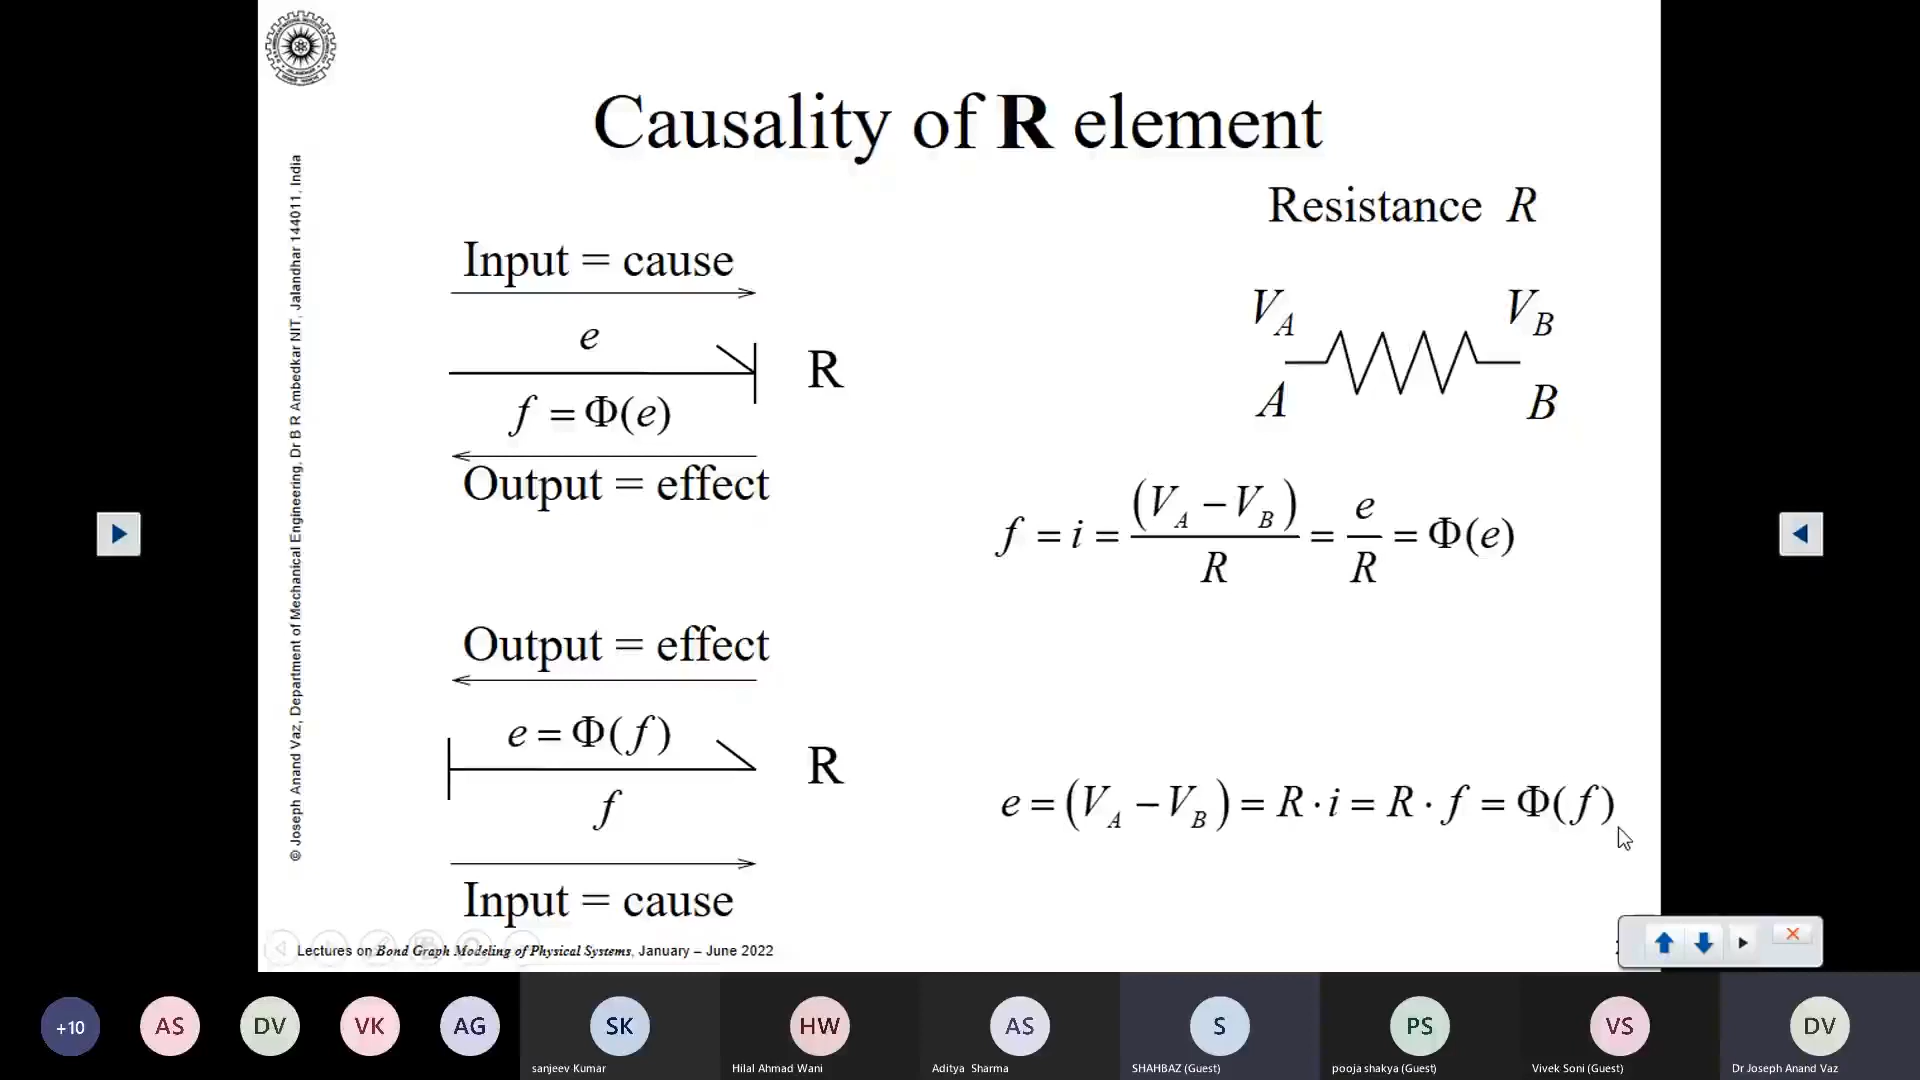 Causality of R element
© Joseph Anand Vaz, Department of Mechanical Engineering, Dr B R Ambedkar NIT, Jalandhar 144011, India
Input = cause
e
R
f = Φ(e)
Output = effect
Resistance R
V_A V_B
A B
f = i = (V_A − V_B)/R = e/R = Φ(e)
Output = effect
e = Φ(f)
R
f
Input = cause
e = (V_A − V_B) = R · i = R · f = Φ(f)
Lectures on Bond Graph Modeling of Physical Systems, January – June 2022
+10 AS DV VK AG SK HW AS S PS VS DV
sanjeev Kumar Hilal Ahmad Wani Aditya Sharma SHAHBAZ (Guest) pooja shakya (Guest) Vivek Soni (Guest) Dr Joseph Anand Vaz